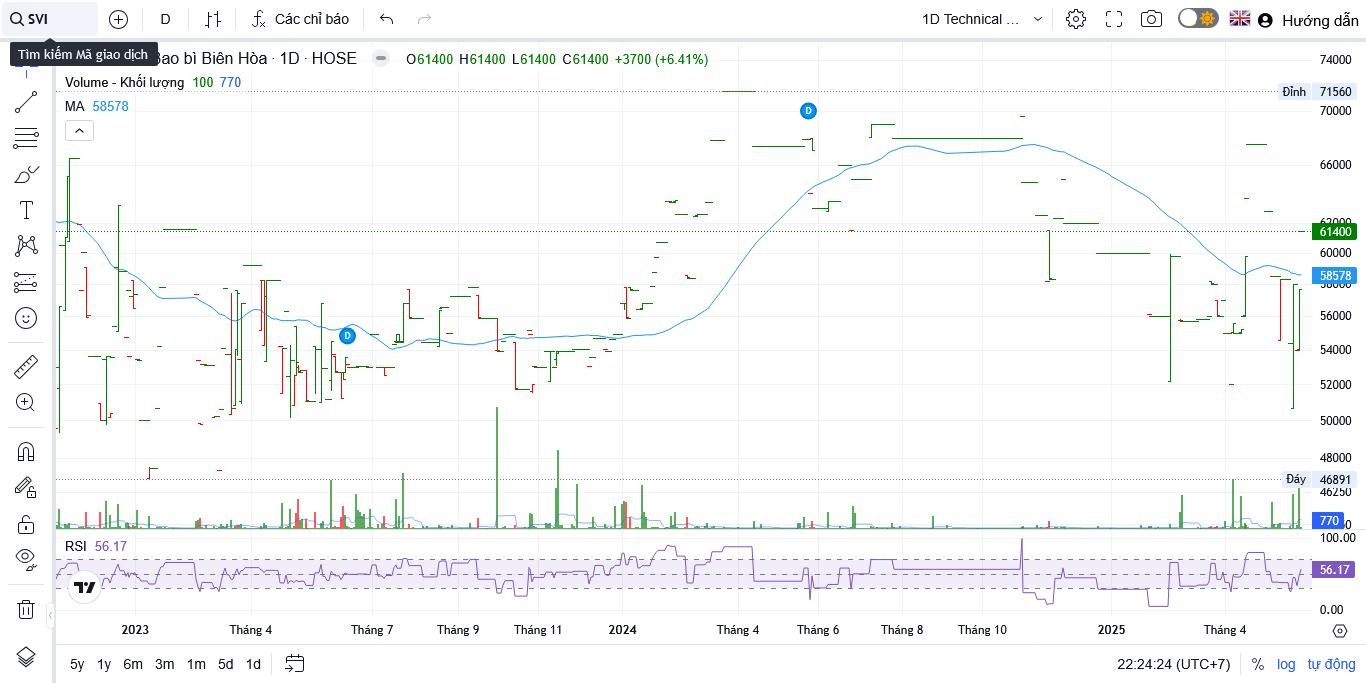 SVI
D
Các chỉ báo
1D Technical ...
Hướng dẫn
Tìm kiếm Mã giao dịch
Bao bì Biên Hòa · 1D · HOSE
O61400 H61400 L61400 C61400 +3700 (+6.41%)
Volume - Khối lượng 100 770
MA 58578
D
D
74000
Đỉnh 71560
70000
66000
62000
61400
60000
58578
58000
56000
54000
52000
50000
48000
Đáy 46891
46250
770
RSI 56.17
100.00
56.17
0.00
2023
Tháng 4
Tháng 7
Tháng 9
Tháng 11
2024
Tháng 4
Tháng 6
Tháng 8
Tháng 10
2025
Tháng 4
5y 1y 6m 3m 1m 5d 1d
22:24:24 (UTC+7)
% log tự động